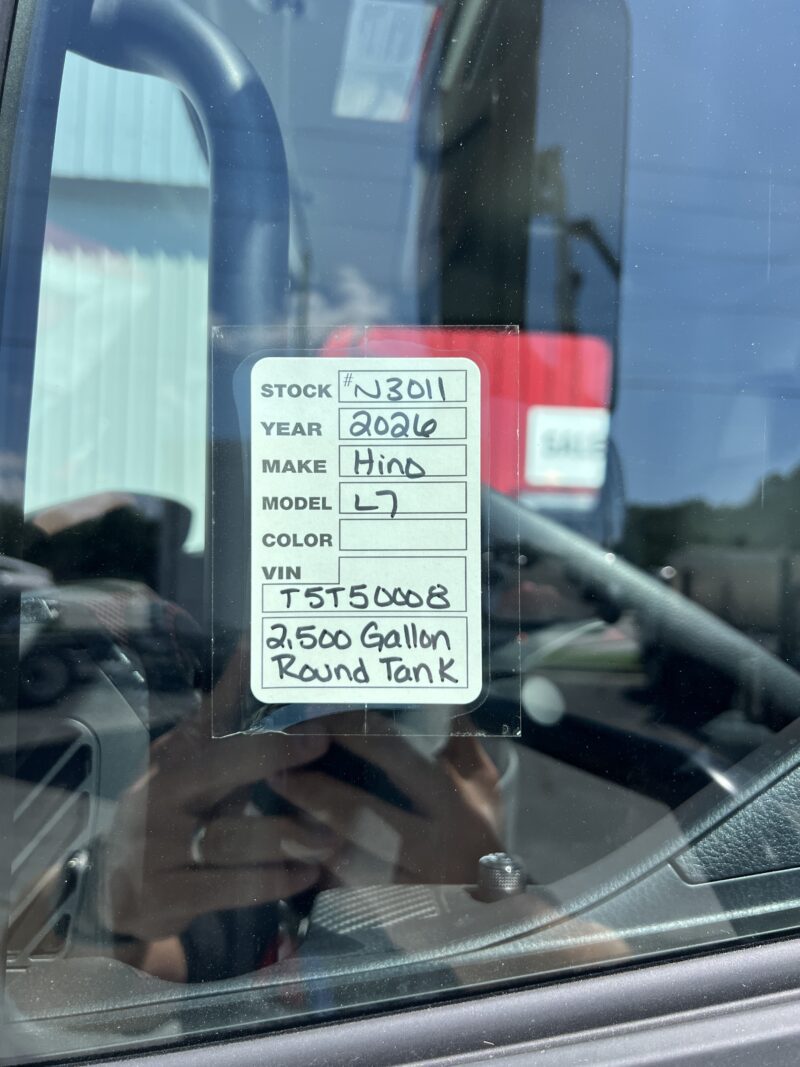 STOCK # N3011
YEAR 2026
MAKE Hino
MODEL L7
COLOR
VIN
T5T50008
2,500 Gallon
Round Tank